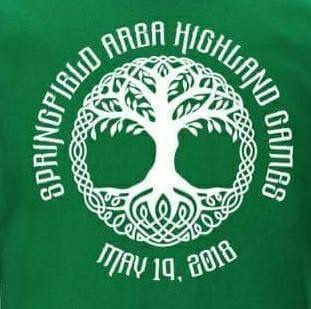 SPRINGFIELD ARBA HIGHLAND GAMES
MAY 19, 2018